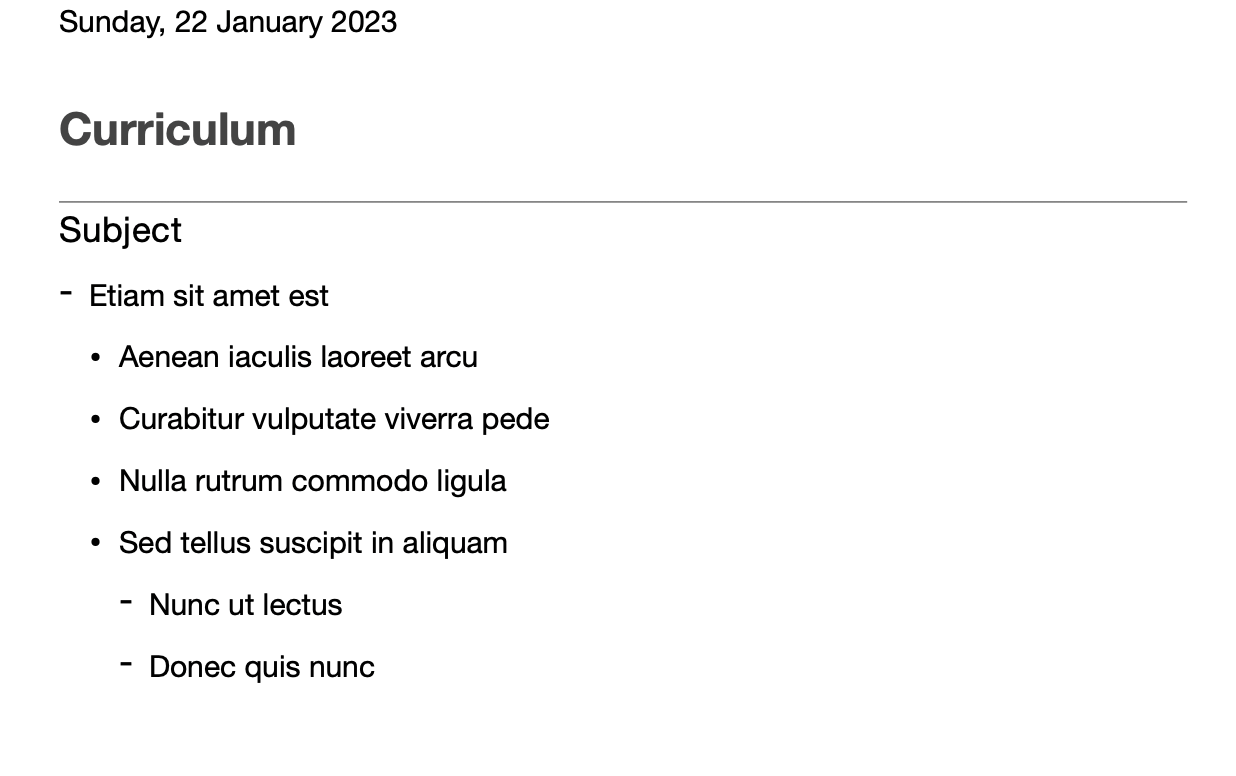 Sunday, 22 January 2023
Curriculum
Subject
- Etiam sit amet est
• Aenean iaculis laoreet arcu
• Curabitur vulputate viverra pede
• Nulla rutrum commodo ligula
• Sed tellus suscipit in aliquam
- Nunc ut lectus
- Donec quis nunc